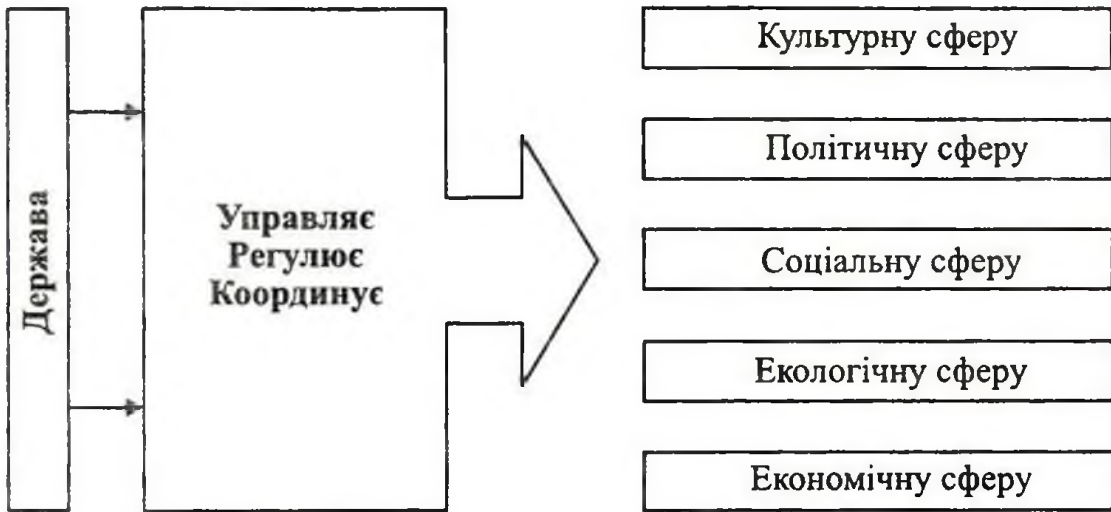 Держава
Управляє
Регулює
Координує
Культурну сферу
Політичну сферу
Соціальну сферу
Екологічну сферу
Економічну сферу